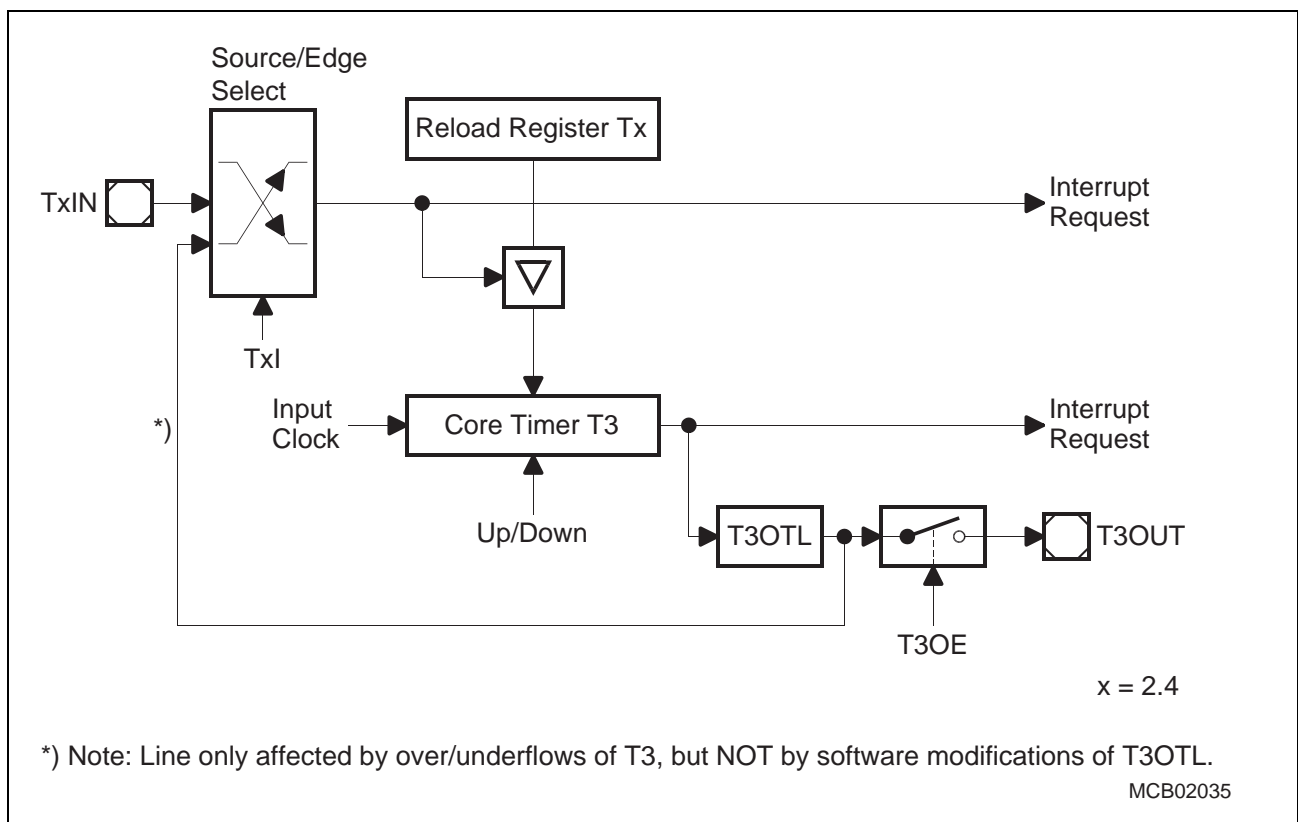 Source/Edge
Select
Reload Register Tx
TxIN
Interrupt
Request
TxI
*)
Input
Clock
Core Timer T3
Interrupt
Request
Up/Down
T3OTL
T3OUT
T3OE
x = 2.4
*) Note: Line only affected by over/underflows of T3, but NOT by software modifications of T3OTL.
MCB02035